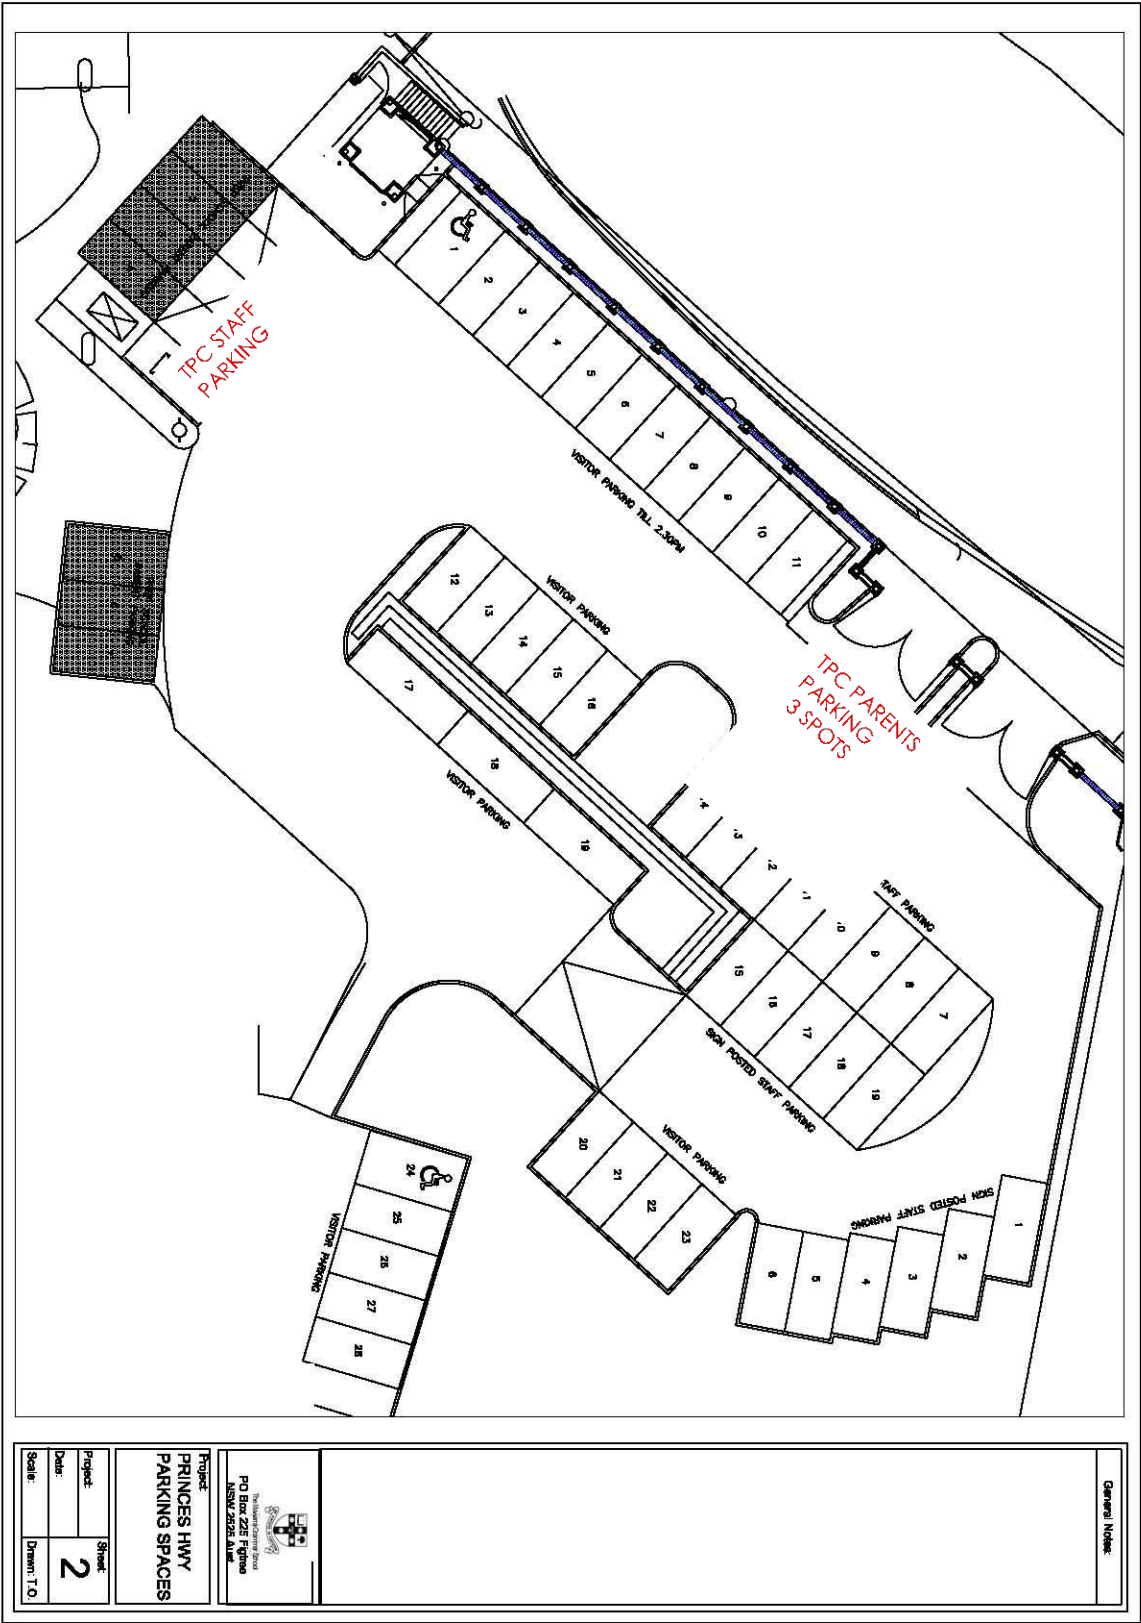 TPC STAFF
PARKING
1
2
3
4
5
6
7
8
9
10
11
VISITOR PARKING TILL 2.30PM
12
13
14
15
16
VISITOR PARKING
17
18
19
VISITOR PARKING
TPC PARENTS
PARKING
3 SPOTS
TAFF PARKING
9
8
7
15
16
17
18
19
SIGN POSTED STAFF PARKING
20
21
22
23
VISITOR PARKING
24
25
26
27
28
VISITOR PARKING
SIGN POSTED STAFF PARKING
1
2
3
4
5
6
General Notes:
The Illawarra Grammar School
PO Box 225 Figtree
NSW 2525 Aust
Project:
PRINCES HWY
PARKING SPACES
Project:
Date:
Scale:
Sheet:
2
Drawn: T.O.